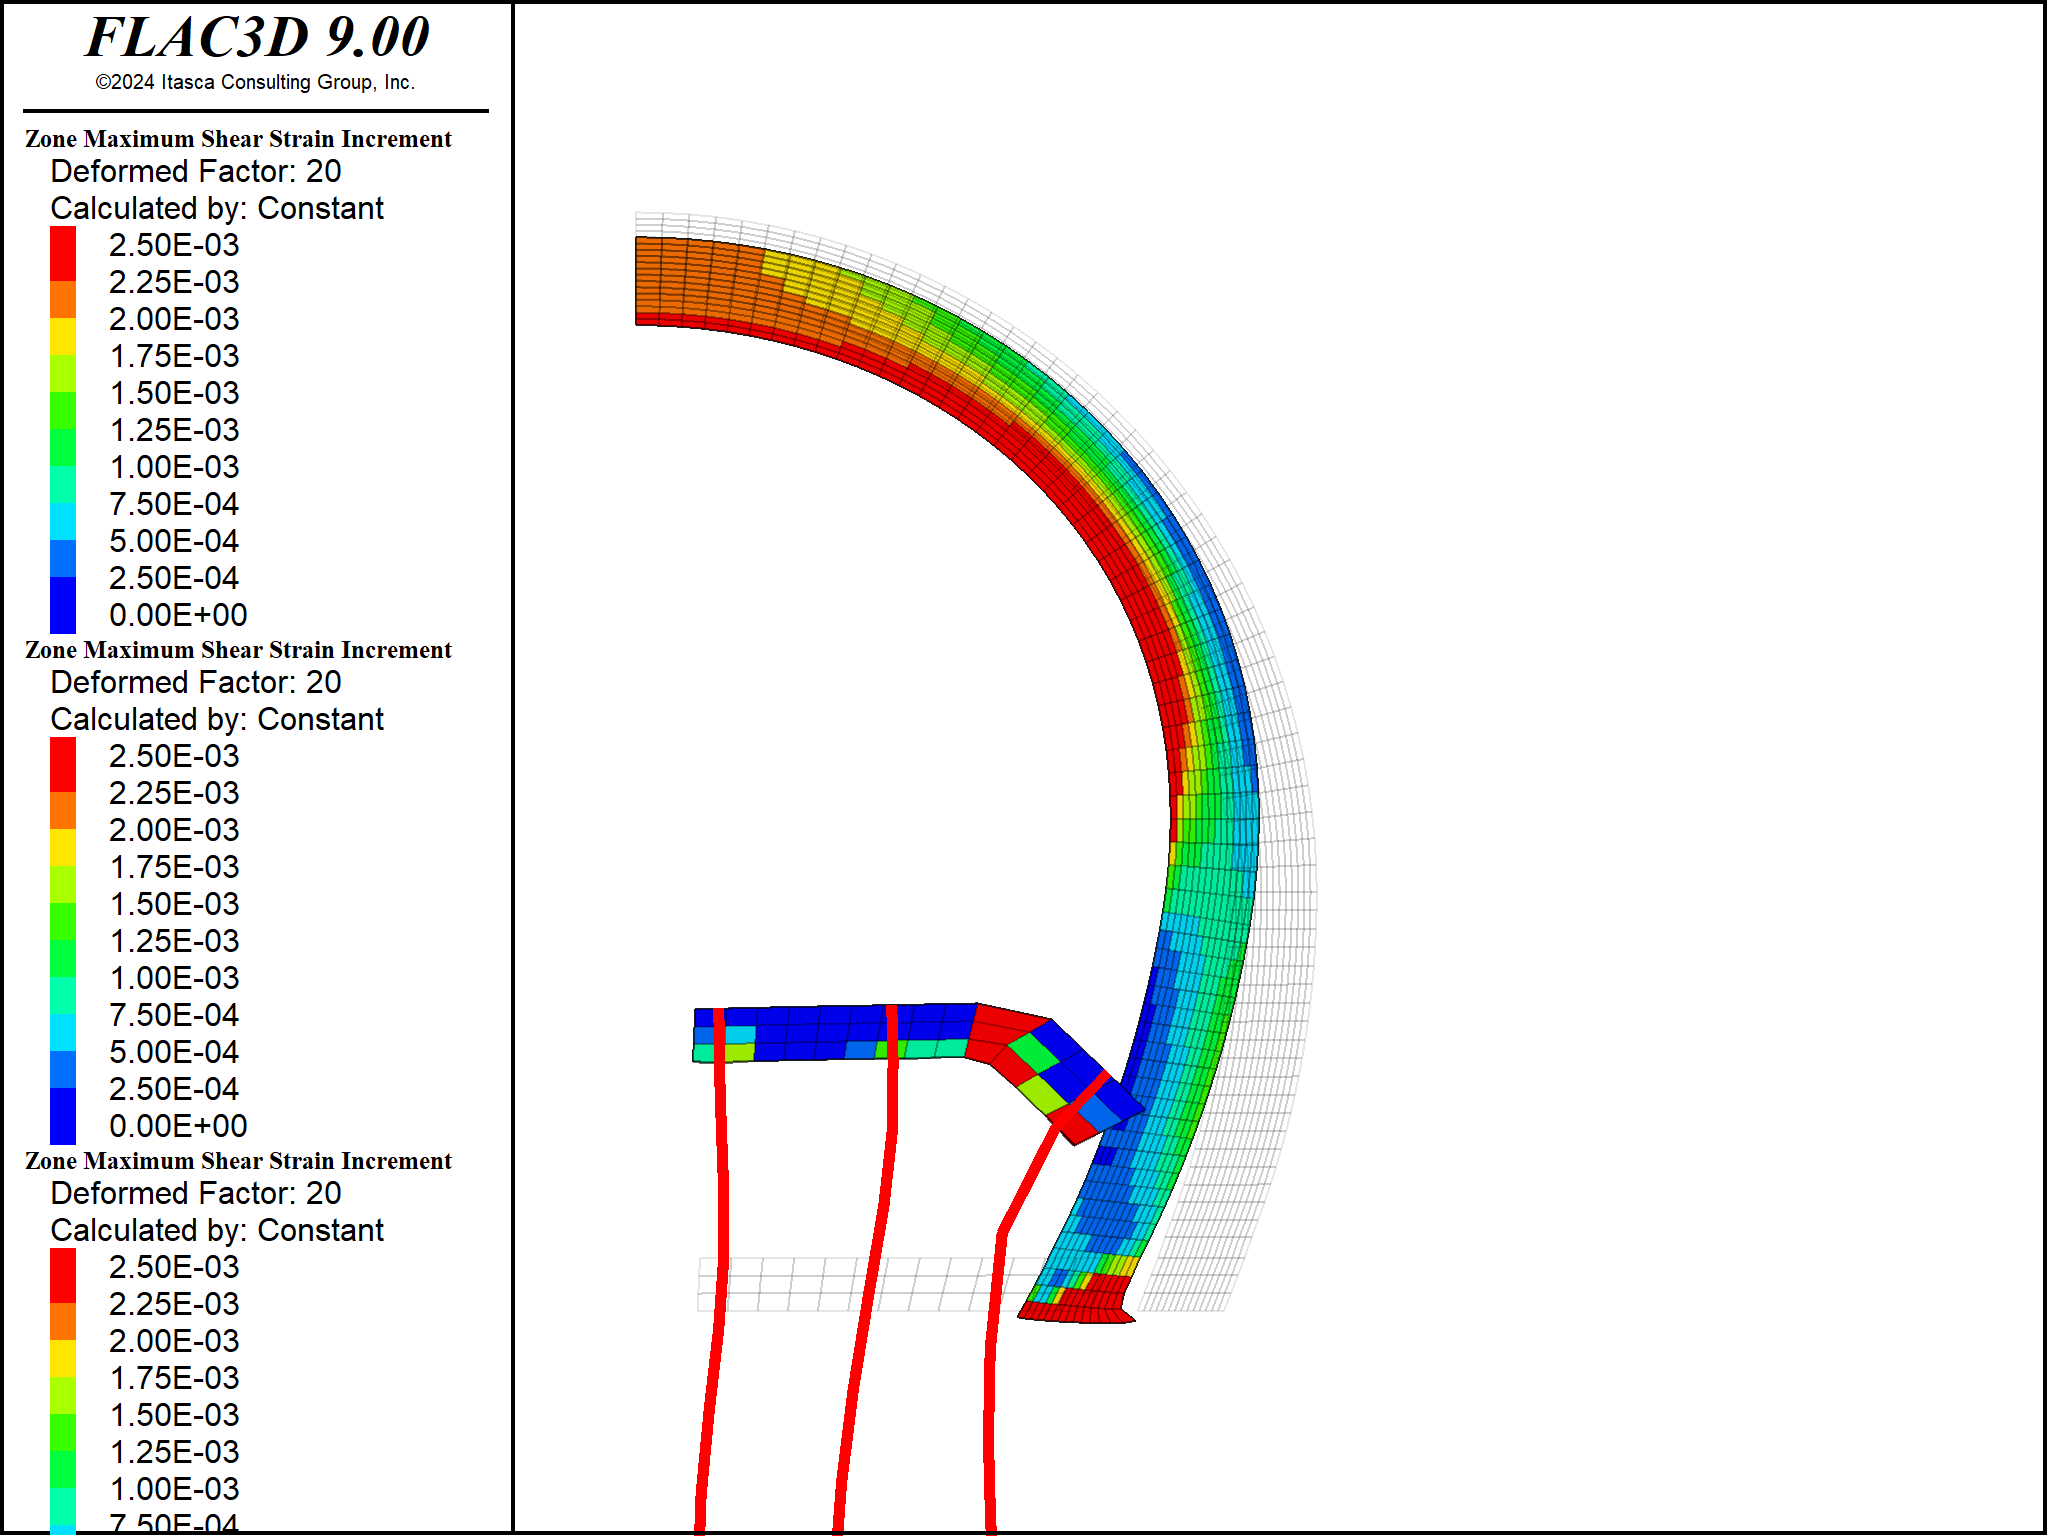 FLAC3D 9.00
©2024 Itasca Consulting Group, Inc.
Zone Maximum Shear Strain Increment
Deformed Factor: 20
Calculated by: Constant
2.50E-03
2.25E-03
2.00E-03
1.75E-03
1.50E-03
1.25E-03
1.00E-03
7.50E-04
5.00E-04
2.50E-04
0.00E+00
Zone Maximum Shear Strain Increment
Deformed Factor: 20
Calculated by: Constant
2.50E-03
2.25E-03
2.00E-03
1.75E-03
1.50E-03
1.25E-03
1.00E-03
7.50E-04
5.00E-04
2.50E-04
0.00E+00
Zone Maximum Shear Strain Increment
Deformed Factor: 20
Calculated by: Constant
2.50E-03
2.25E-03
2.00E-03
1.75E-03
1.50E-03
1.25E-03
1.00E-03
7.50E-04